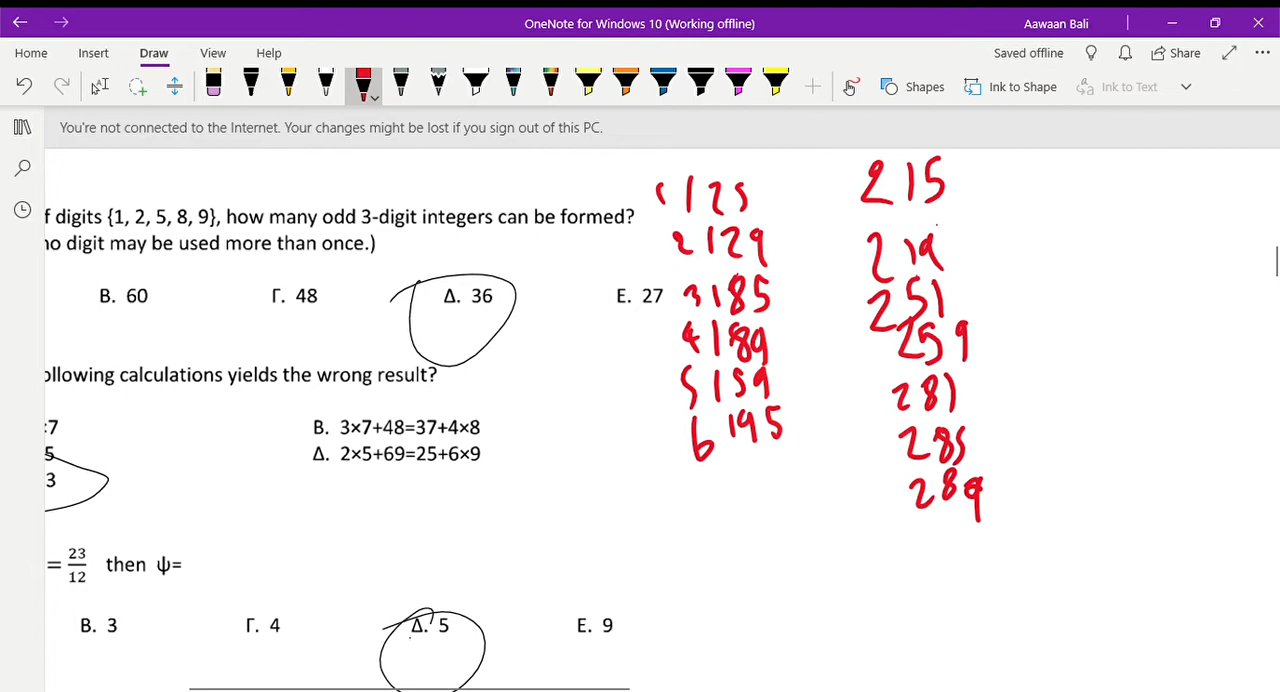 OneNote for Windows 10 (Working offline)
Aawaan Bali
Home Insert Draw View Help
Saved offline
Share
Shapes
Ink to Shape
Ink to Text
You're not connected to the Internet. Your changes might be lost if you sign out of this PC.
f digits {1, 2, 5, 8, 9}, how many odd 3-digit integers can be formed?
no digit may be used more than once.)
B. 60 Γ. 48 Δ. 36 E. 27
ollowing calculations yields the wrong result?
:7 B. 3×7+48=37+4×8
5 Δ. 2×5+69=25+6×9
3
= 23/12 then ψ=
B. 3 Γ. 4 Δ. 5 E. 9
1 125
2 129
3 185
4 189
5 159
6 195
215
219
251
259
281
285
289